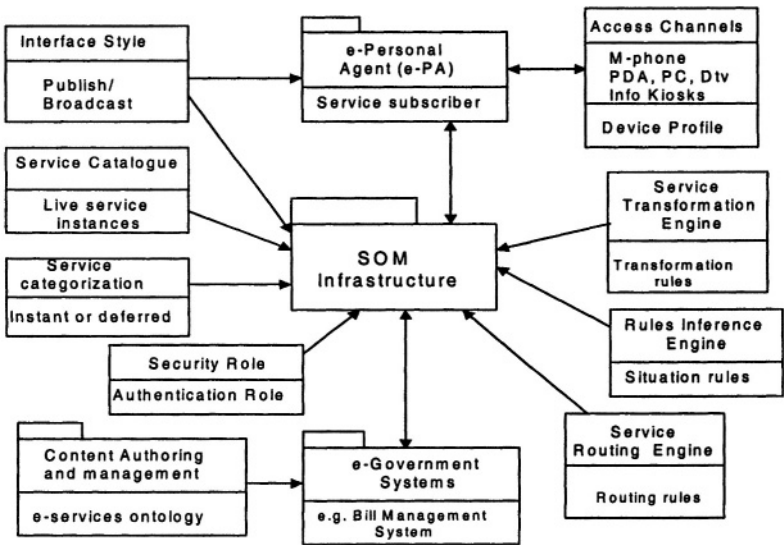 Interface Style
Publish/
Broadcast
e-Personal
Agent (e-PA)
Service subscriber
Access Channels
M-phone
PDA, PC, Dtv
Info Kiosks
Device Profile
Service Catalogue
Live service
instances
Service
categorization
Instant or deferred
SOM
Infrastructure
Service
Transformation
Engine
Transformation
rules
Rules Inference
Engine
Situation rules
Security Role
Authentication Role
Service
Routing Engine
Routing rules
Content Authoring
and management
e-services ontology
e-Government
Systems
e.g. Bill Management
System